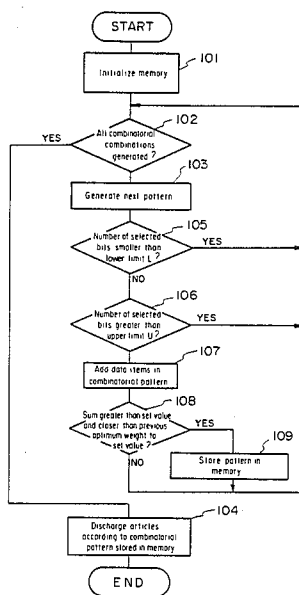 START
101
Initialize memory
102
YES
All
combinatorial
combinations
generated?
103
Generate next pattern
105
Number of selected
bits smaller than
lower limit L?
YES
NO
106
Number of selected
bits greater than
upper limit U?
YES
107
Add data items in
combinatorial pattern
108
Sum greater than set value
and closer than previous
optimum weight to
set value?
YES
109
NO
Store pattern in
memory
104
Discharge articles
according to combinatorial
pattern stored in memory
END